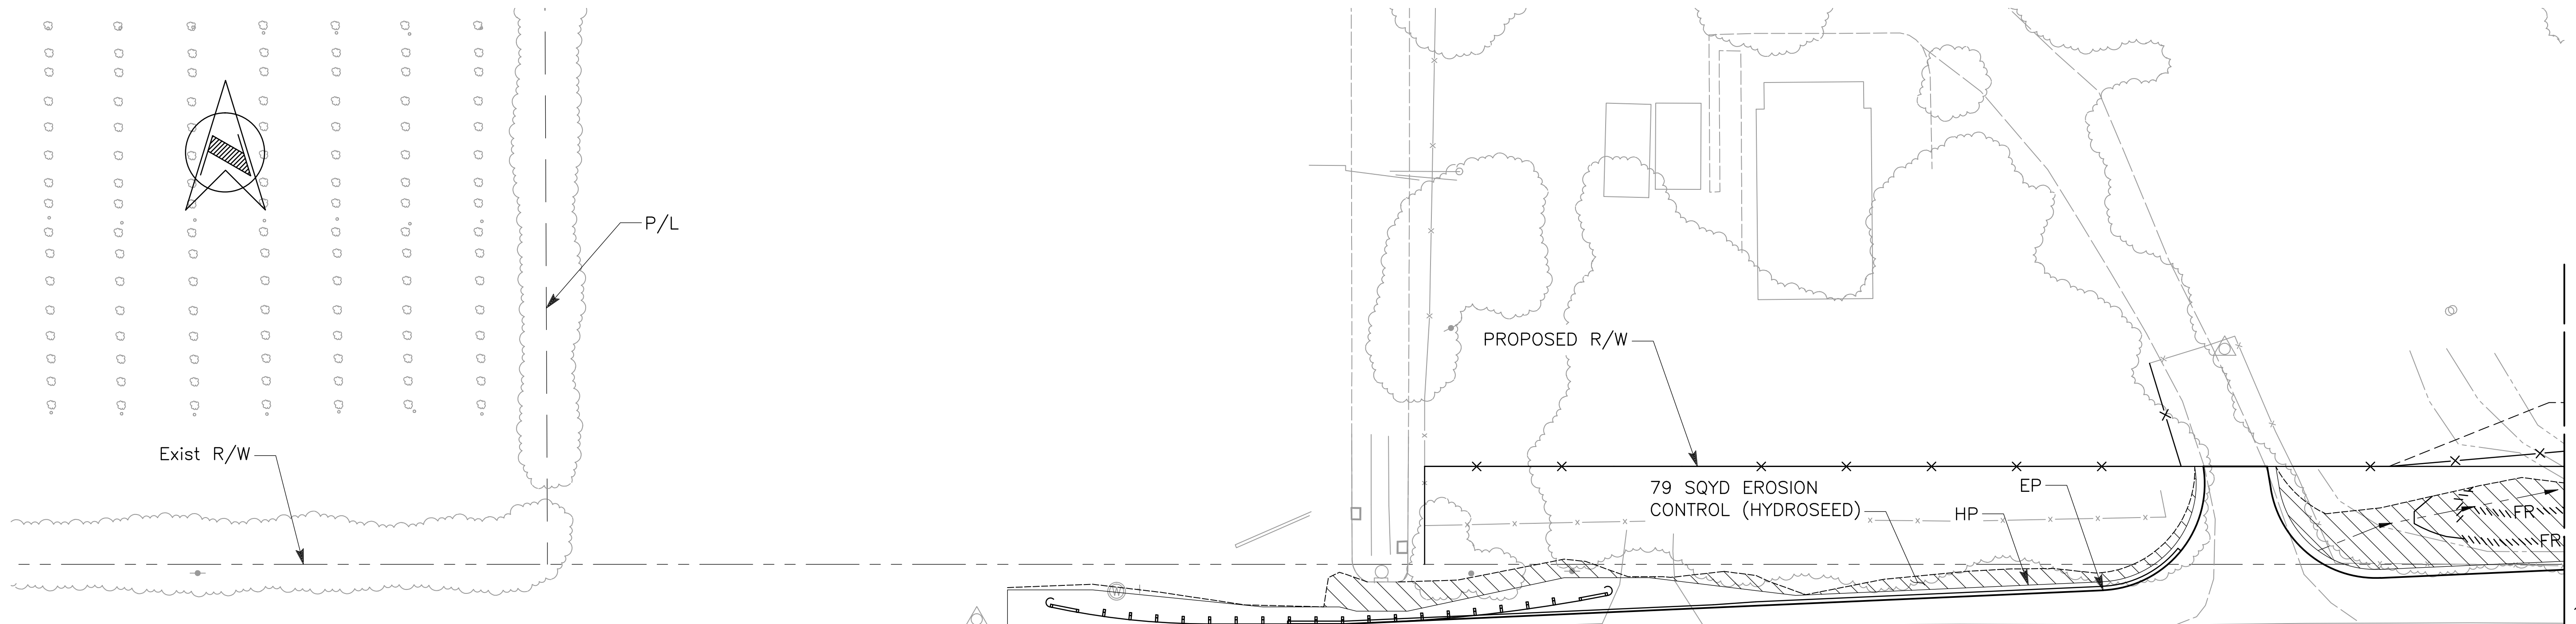 P/L
PROPOSED R/W
Exist R/W
79 SQYD EROSION
CONTROL (HYDROSEED)
EP
HP
FR
FR
W